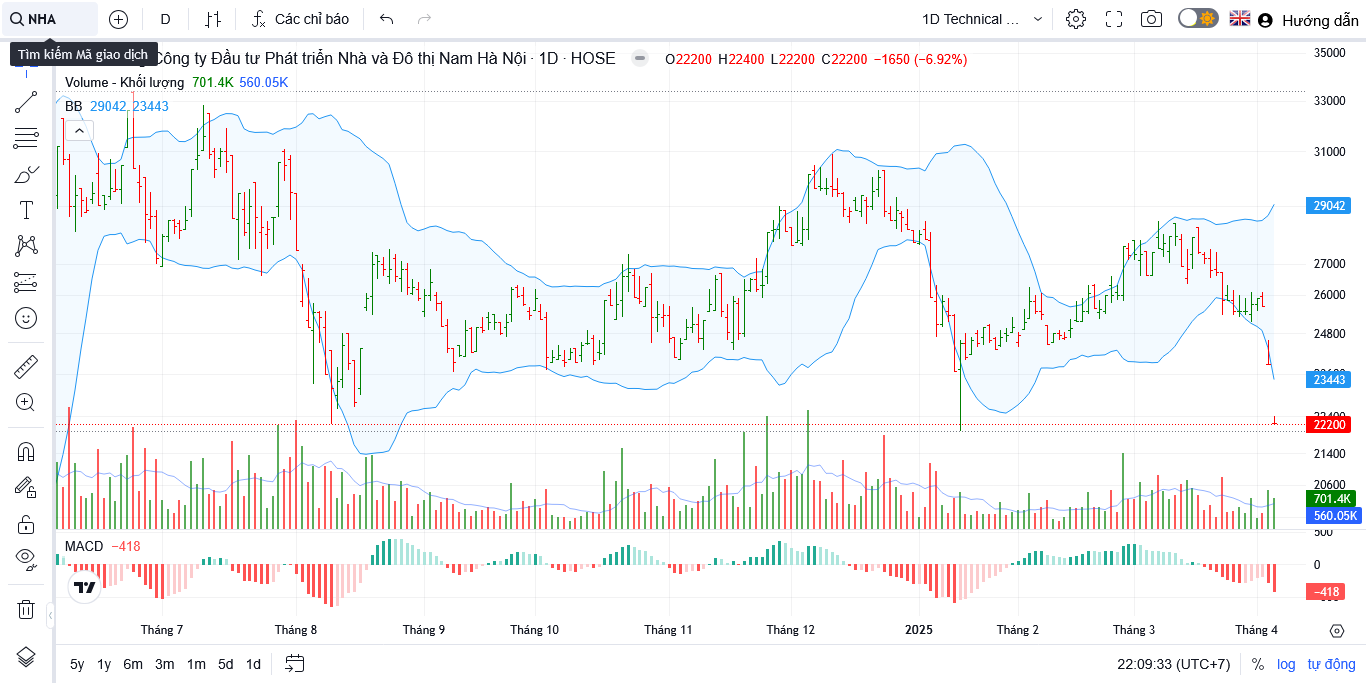 NHA
D
Các chỉ báo
1D Technical ...
Hướng dẫn
Tìm kiếm Mã giao dịch
Công ty Đầu tư Phát triển Nhà và Đô thị Nam Hà Nội · 1D · HOSE
O22200 H22400 L22200 C22200 −1650 (−6.92%)
Volume - Khối lượng 701.4K 560.05K
BB 29042 23443
35000
33000
31000
29042
27000
26000
24800
23443
22200
21400
20600
701.4K
560.05K
MACD −418
500
0
−418
Tháng 7
Tháng 8
Tháng 9
Tháng 10
Tháng 11
Tháng 12
2025
Tháng 2
Tháng 3
Tháng 4
5y 1y 6m 3m 1m 5d 1d
22:09:33 (UTC+7)
% log tự động